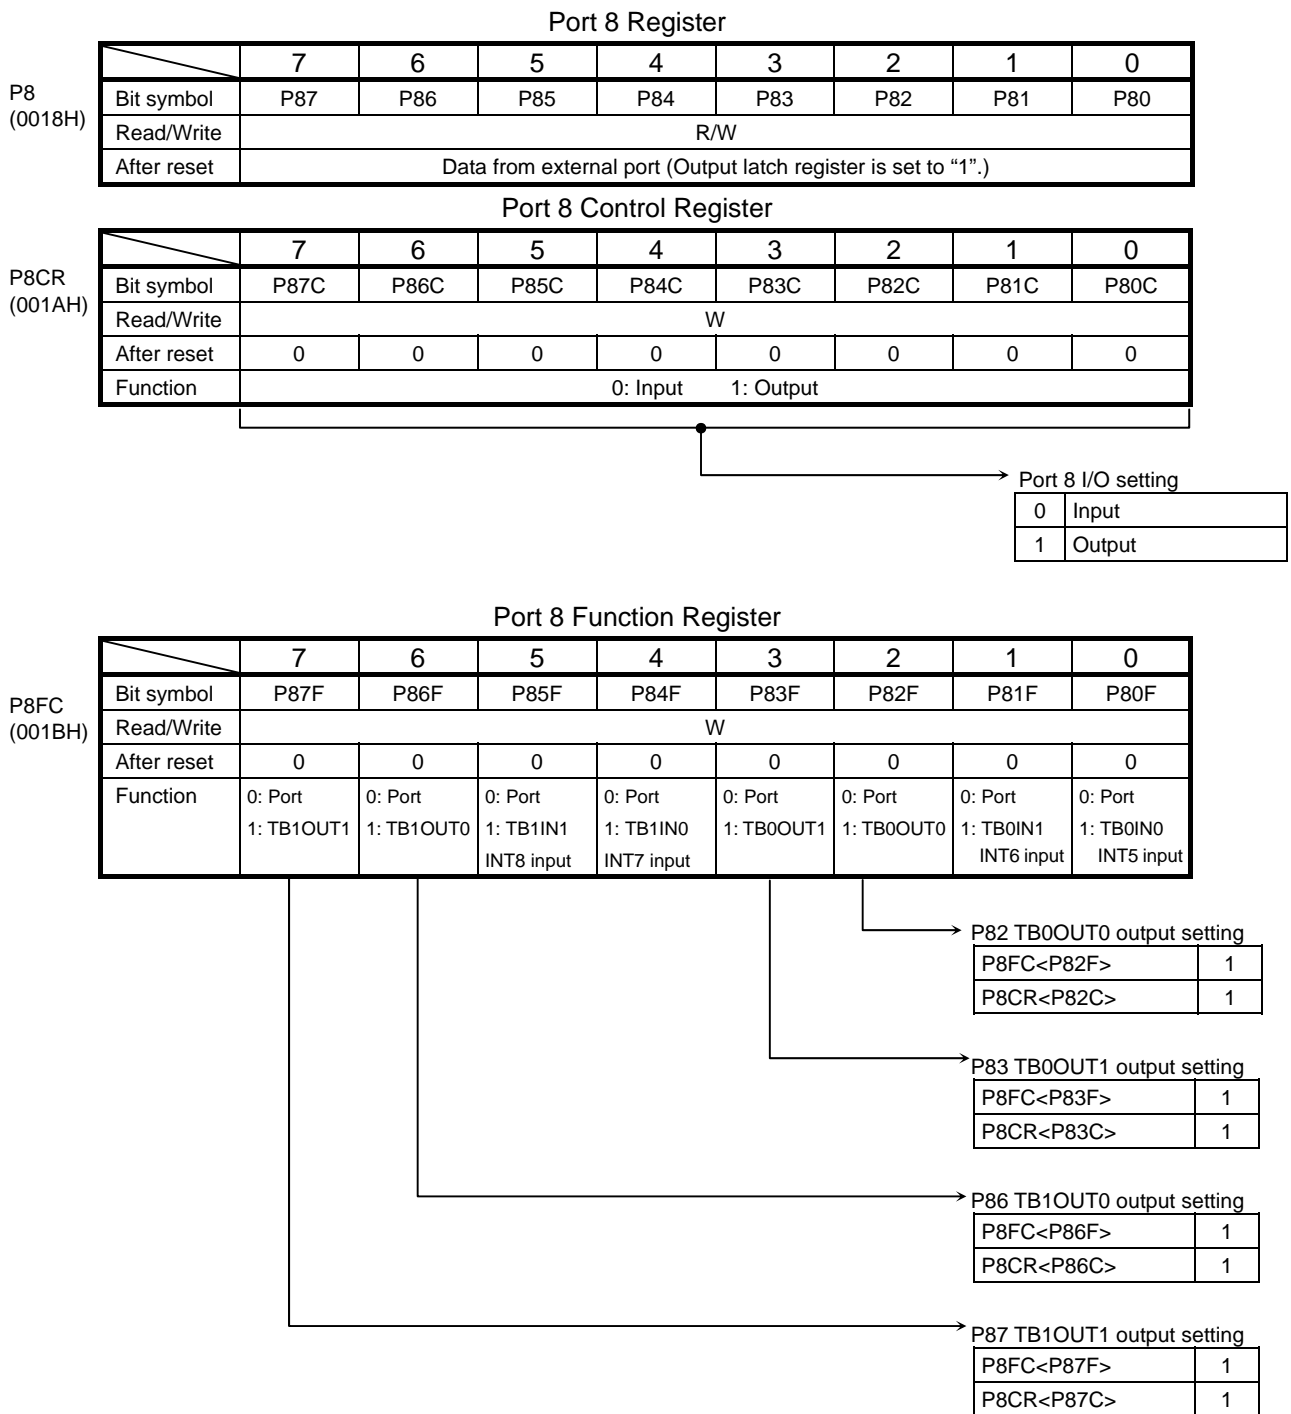 Port 8 Register
7 6 5 4 3 2 1 0
P8
(0018H)
Bit symbol P87 P86 P85 P84 P83 P82 P81 P80
Read/Write R/W
After reset Data from external port (Output latch register is set to “1”.)
Port 8 Control Register
7 6 5 4 3 2 1 0
P8CR
(001AH)
Bit symbol P87C P86C P85C P84C P83C P82C P81C P80C
Read/Write W
After reset 0 0 0 0 0 0 0 0
Function 0: Input 1: Output
Port 8 I/O setting
0 Input
1 Output
Port 8 Function Register
7 6 5 4 3 2 1 0
P8FC
(001BH)
Bit symbol P87F P86F P85F P84F P83F P82F P81F P80F
Read/Write W
After reset 0 0 0 0 0 0 0 0
Function 0: Port 0: Port 0: Port 0: Port 0: Port 0: Port 0: Port 0: Port
1: TB1OUT1 1: TB1OUT0 1: TB1IN1 1: TB1IN0 1: TB0OUT1 1: TB0OUT0 1: TB0IN1 1: TB0IN0
INT8 input INT7 input INT6 input INT5 input
P82 TB0OUT0 output setting
P8FC<P82F> 1
P8CR<P82C> 1
P83 TB0OUT1 output setting
P8FC<P83F> 1
P8CR<P83C> 1
P86 TB1OUT0 output setting
P8FC<P86F> 1
P8CR<P86C> 1
P87 TB1OUT1 output setting
P8FC<P87F> 1
P8CR<P87C> 1